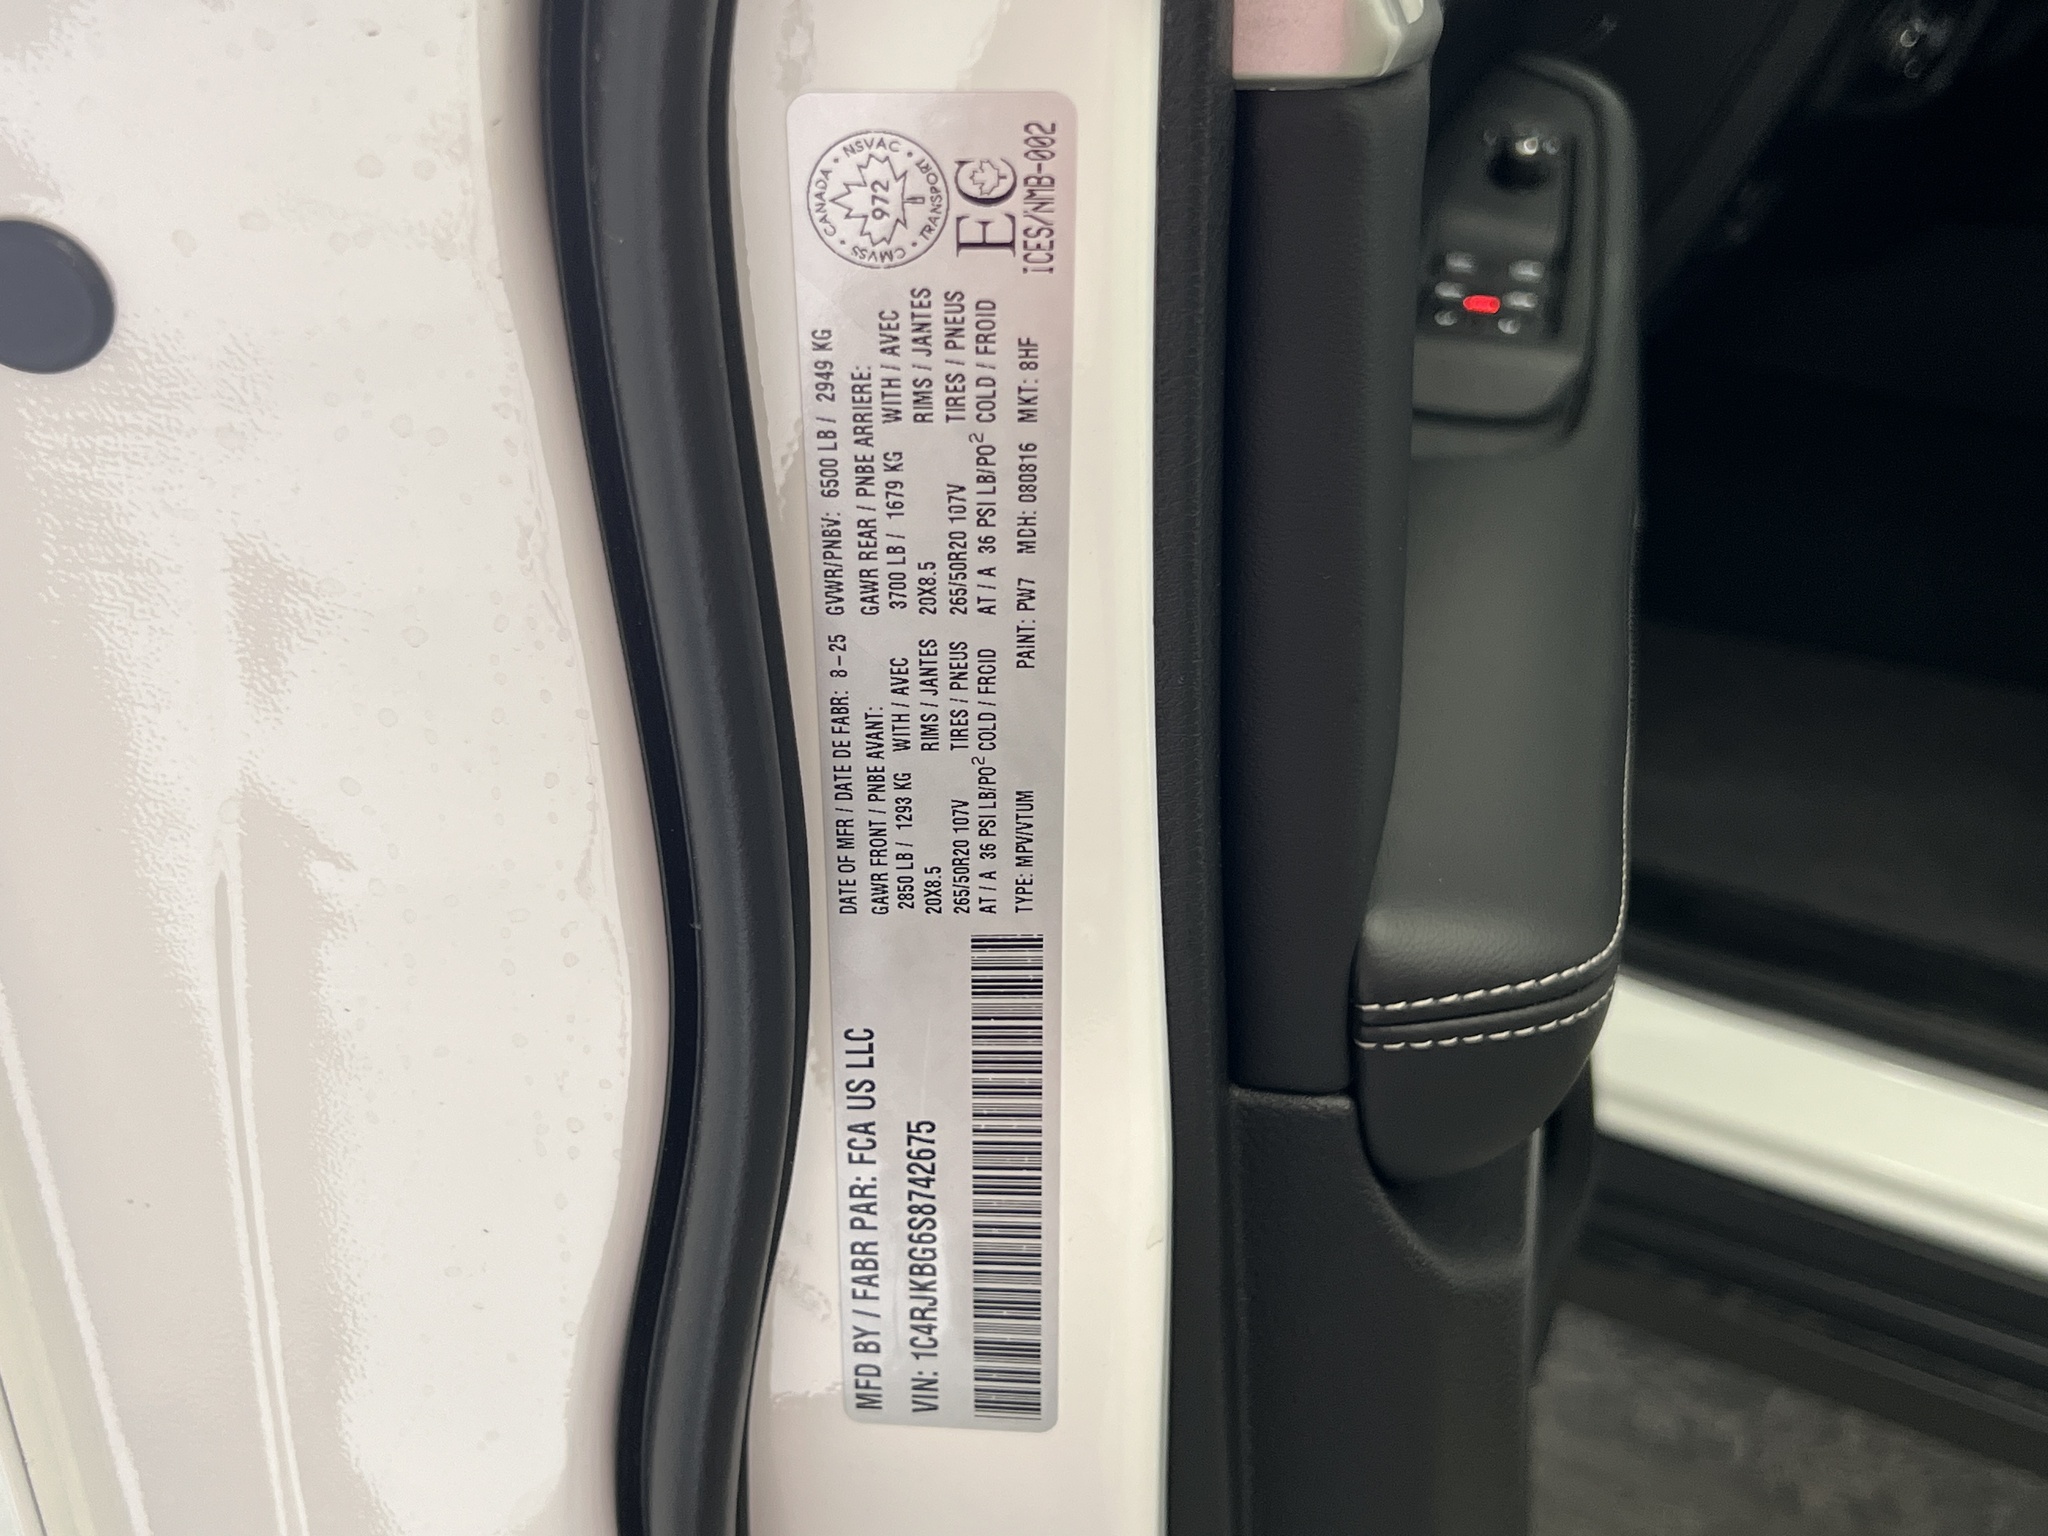 MFD BY / FABR PAR: FCA US LLC
VIN: 1C4RJKBG6S8742675
DATE OF MFR / DATE DE FABR: 8-25
GAWR FRONT / PNBE AVANT:
2850 LB / 1293 KG WITH / AVEC
20X8.5 RIMS / JANTES
265/50R20 107V TIRES / PNEUS
AT / A 36 PSI LB/PO² COLD / FROID
GVWR/PNBV: 6500 LB / 2949 KG
GAWR REAR / PNBE ARRIERE:
3700 LB / 1679 KG WITH / AVEC
20X8.5 RIMS / JANTES
265/50R20 107V TIRES / PNEUS
AT / A 36 PSI LB/PO² COLD / FROID
TYPE: MPV/VTUM PAINT: PW7 MDH: 080816 MKT: 8HF
CANADA • NSVAC • TRANSPORT • CMVSS •
972
EC
ICES/NMB-002